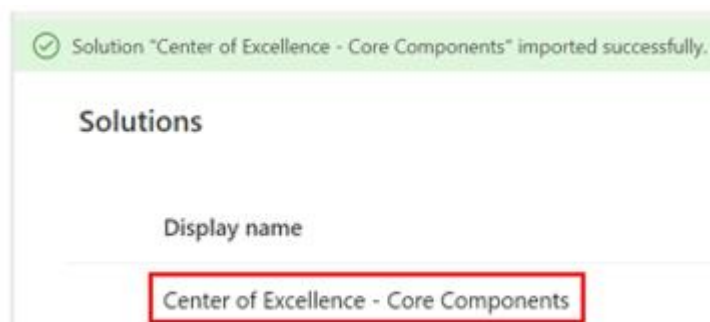 Solution "Center of Excellence - Core Components" imported successfully.
Solutions
Display name
Center of Excellence - Core Components